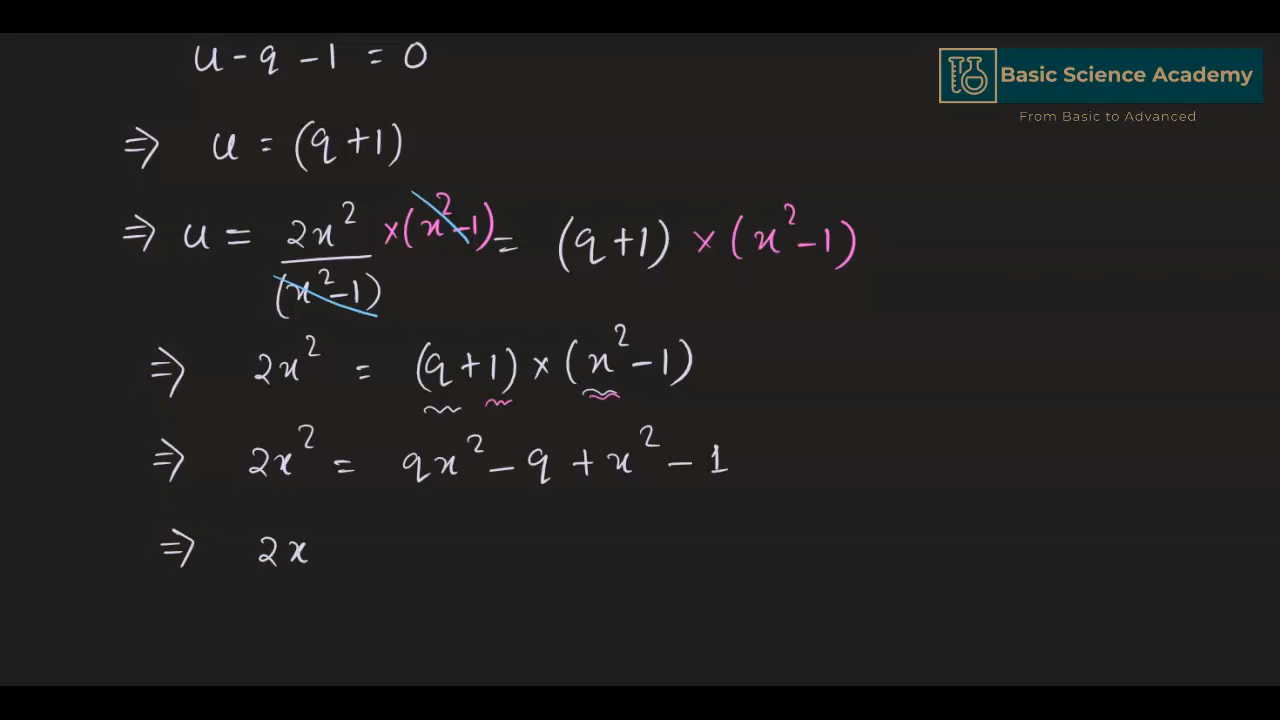 u - q - 1 = 0
Basic Science Academy
From Basic to Advanced
⇒ u = (q + 1)
⇒ u = 2x² / (x² - 1) × (x² - 1) = (q + 1) × (x² - 1)
⇒ 2x² = (q + 1) × (x² - 1)
⇒ 2x² = qx² - q + x² - 1
⇒ 2x